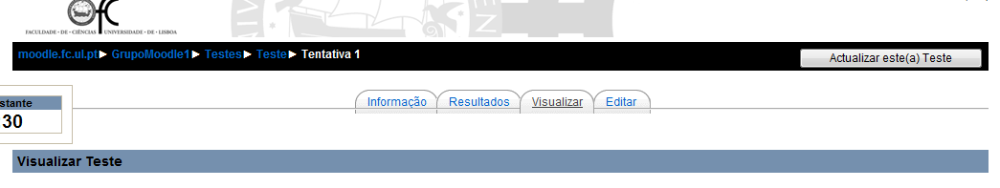 fC
FACULDADE · DE · CIÊNCIAS UNIVERSIDADE · DE · LISBOA
moodle.fc.ul.pt► GrupoMoodle1► Testes► Teste► Tentativa 1
Actualizar este(a) Teste
Informação Resultados Visualizar Editar
stante
30
Visualizar Teste